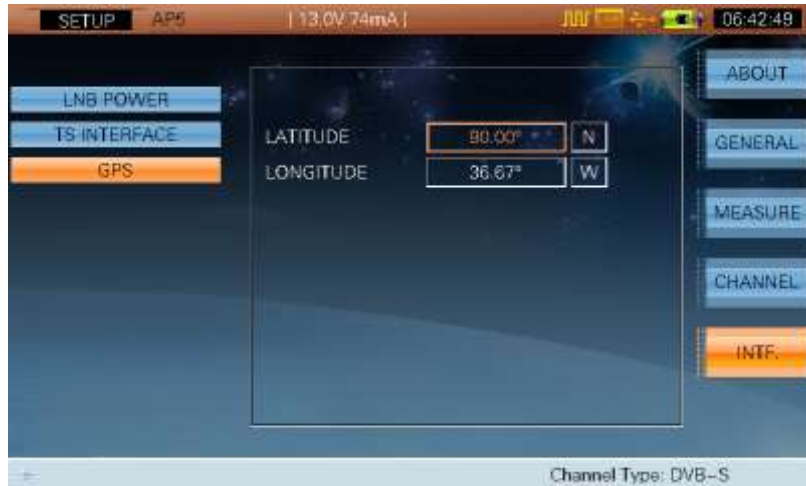 SETUP AP5 | 13.0V 74mA | 06:42:49
ABOUT
LNB POWER
TS INTERFACE
GPS
LATITUDE 90.00° N
LONGITUDE 36.67° W
GENERAL
MEASURE
CHANNEL
INTF.
Channel Type: DVB-S